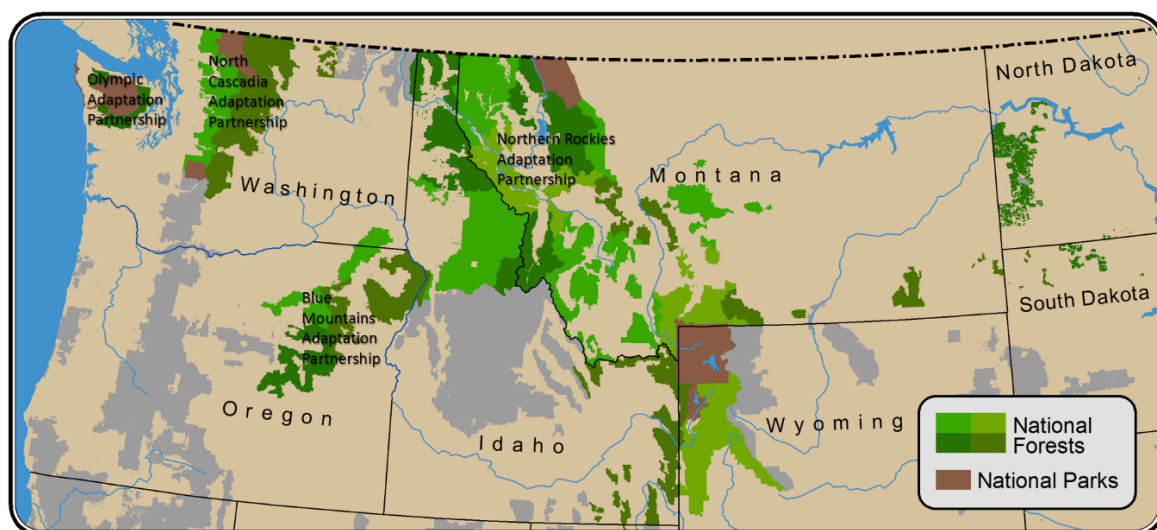 Olympic
Adaptation
Partnership
North
Cascadia
Adaptation
Partnership
Washington
Northern Rockies
Adaptation
Partnership
Montana
North Dakota
South Dakota
Blue
Mountains
Adaptation
Partnership
Oregon
Idaho
Wyoming
National
Forests
National Parks